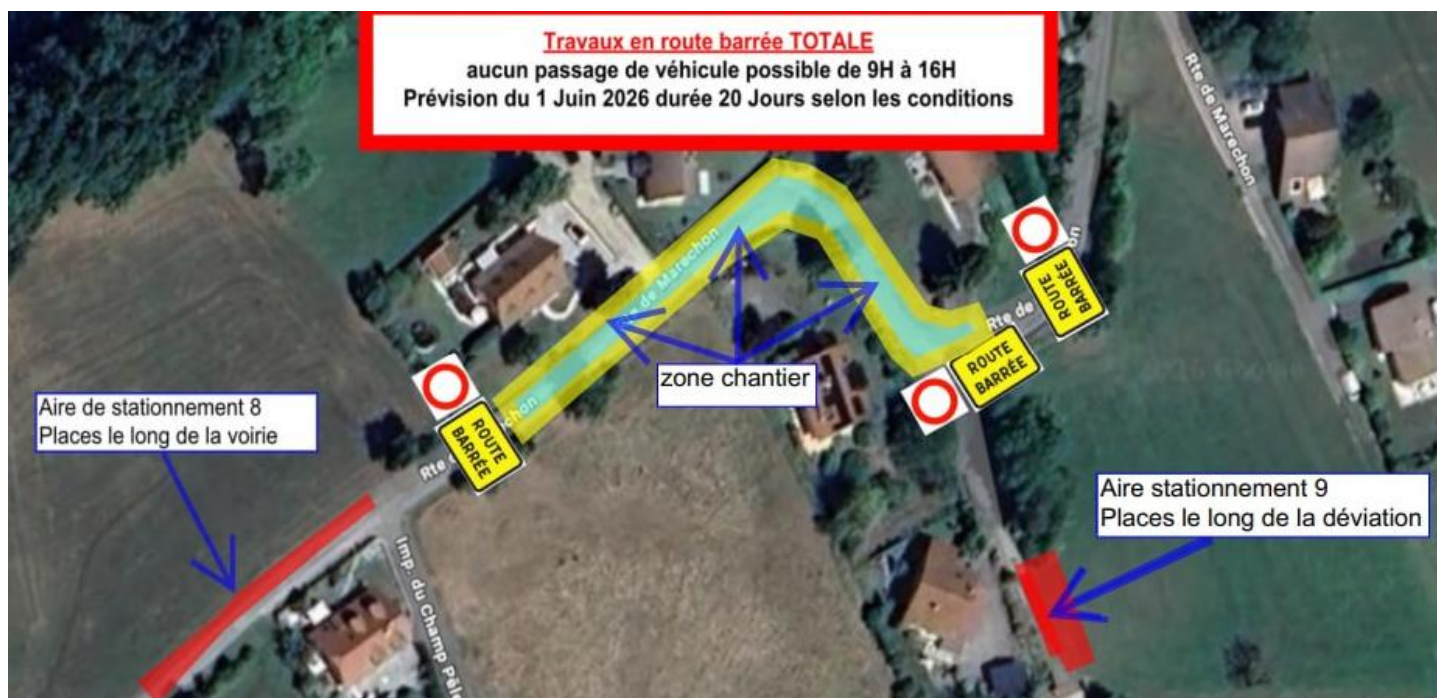 Travaux en route barrée TOTALE
aucun passage de véhicule possible de 9H à 16H
Prévision du 1 Juin 2026 durée 20 Jours selon les conditions
Rte de Marechon
de Marechon
ROUTE
BARRÉE
Rte de
ROUTE
BARRÉE
zone chantier
Aire de stationnement 8
Places le long de la voirie
ROUTE
BARRÉE
Rte
chon
Aire stationnement 9
Places le long de la déviation
Imp. du Champ